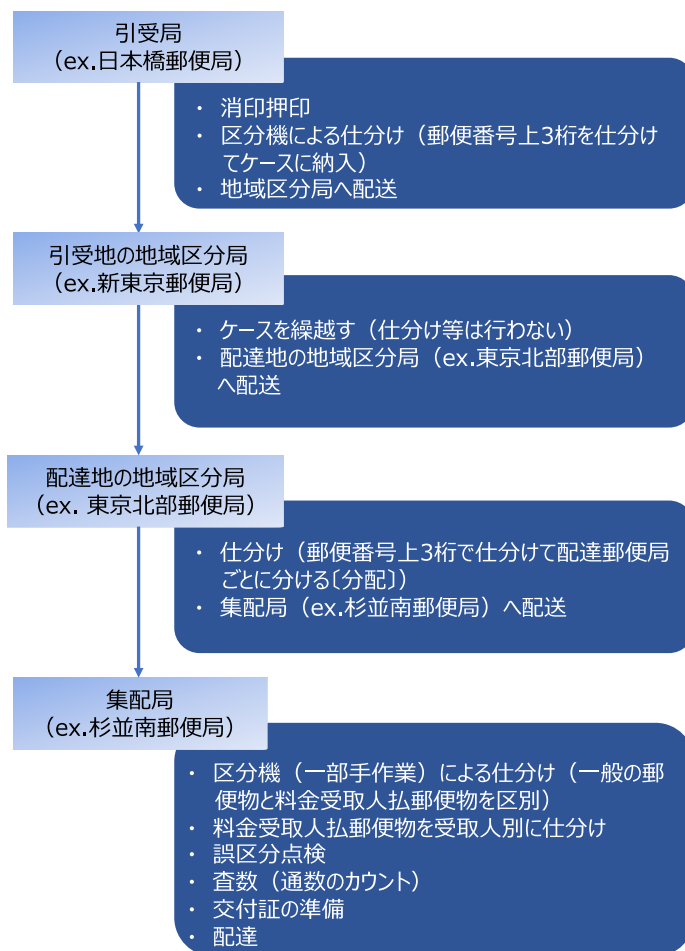 引受局
（ex.日本橋郵便局）
・ 消印押印
・ 区分機による仕分け（郵便番号上3桁を仕分け
てケースに納入）
・ 地域区分局へ配送
引受地の地域区分局
（ex.新東京郵便局）
・ ケースを繰越す（仕分け等は行わない）
・ 配達地の地域区分局（ex.東京北部郵便局）
へ配送
配達地の地域区分局
（ex. 東京北部郵便局）
・ 仕分け（郵便番号上3桁で仕分けて配達郵便局
ごとに分ける〔分配〕）
・ 集配局（ex.杉並南郵便局）へ配送
集配局
（ex.杉並南郵便局）
・ 区分機（一部手作業）による仕分け（一般の郵
便物と料金受取人払郵便物を区別）
・ 料金受取人払郵便物を受取人別に仕分け
・ 誤区分点検
・ 査数（通数のカウント）
・ 交付証の準備
・ 配達